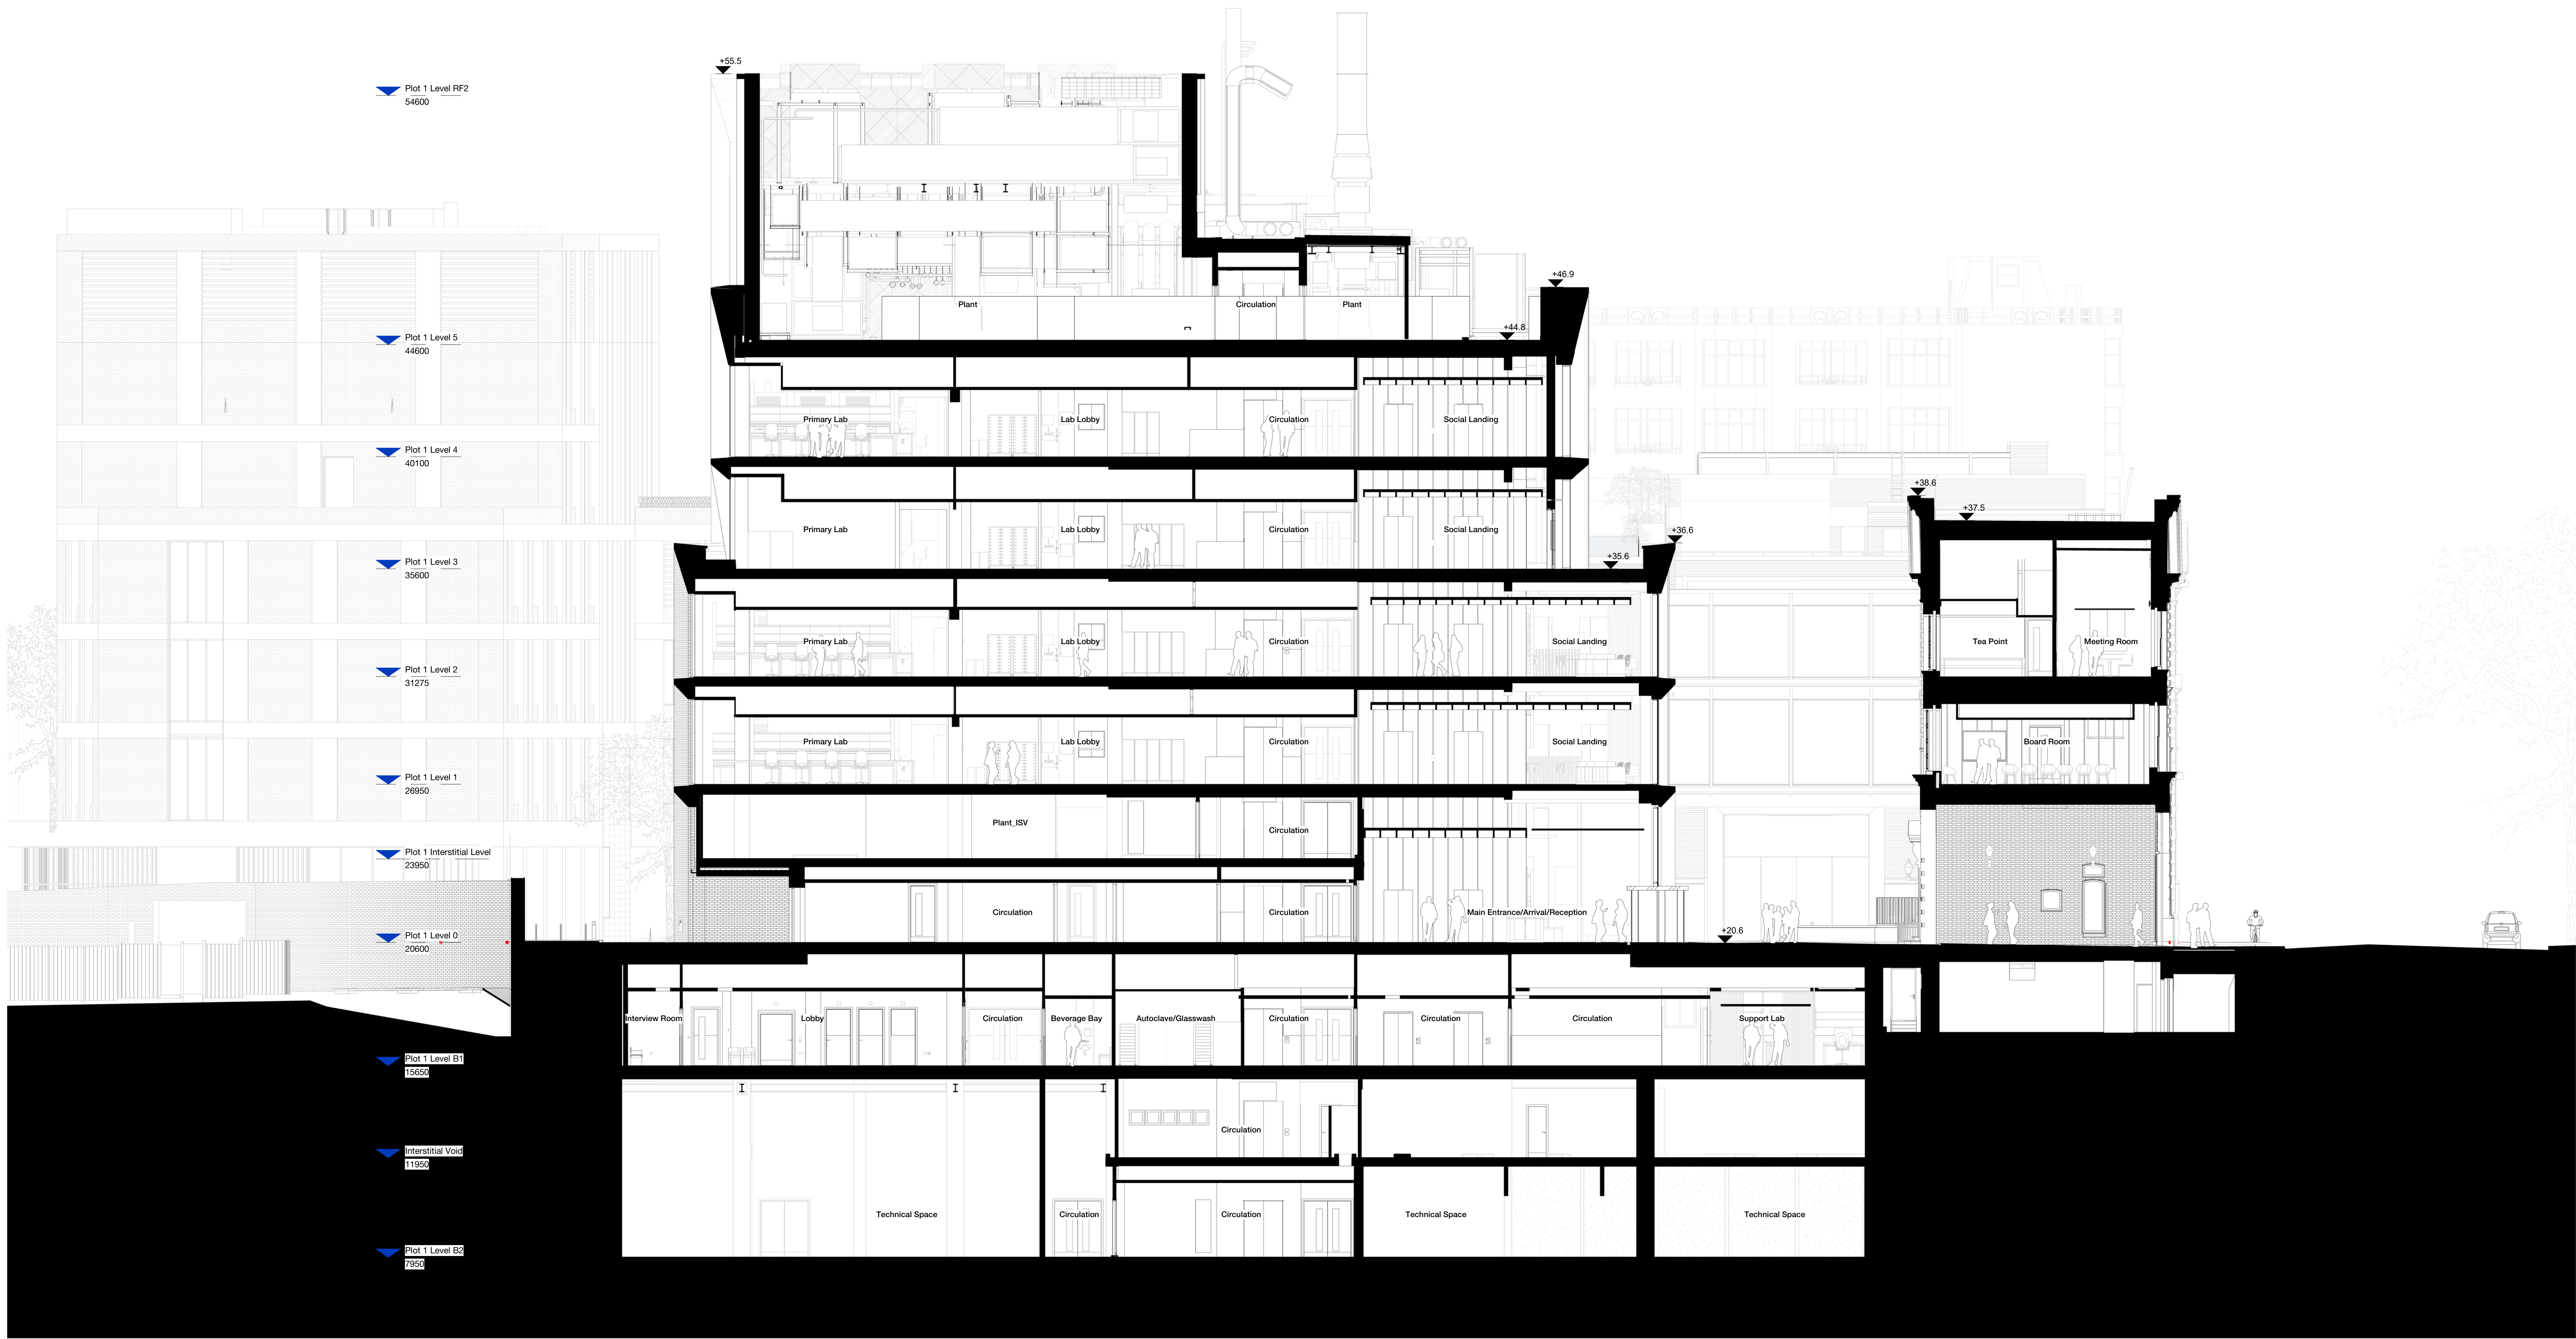 +55.5
Plot 1 Level RF2
54600
+46.9
Plant
Circulation
Plant
+44.8
Plot 1 Level 5
44600
Primary Lab
Lab Lobby
Circulation
Social Landing
Plot 1 Level 4
40100
+38.6
+37.5
Primary Lab
Lab Lobby
Circulation
Social Landing
+36.6
+35.6
Plot 1 Level 3
35600
Primary Lab
Lab Lobby
Circulation
Social Landing
Tea Point
Meeting Room
Plot 1 Level 2
31275
Primary Lab
Lab Lobby
Circulation
Social Landing
Board Room
Plot 1 Level 1
26950
Plant_ISV
Circulation
Plot 1 Interstitial Level
23950
Circulation
Circulation
Main Entrance/Arrival/Reception
+20.6
Plot 1 Level 0
20600
Interview Room
Lobby
Circulation
Beverage Bay
Autoclave/Glasswash
Circulation
Circulation
Circulation
Support Lab
Plot 1 Level B1
15650
Circulation
Interstitial Void
11950
Technical Space
Circulation
Circulation
Technical Space
Technical Space
Plot 1 Level B2
7950